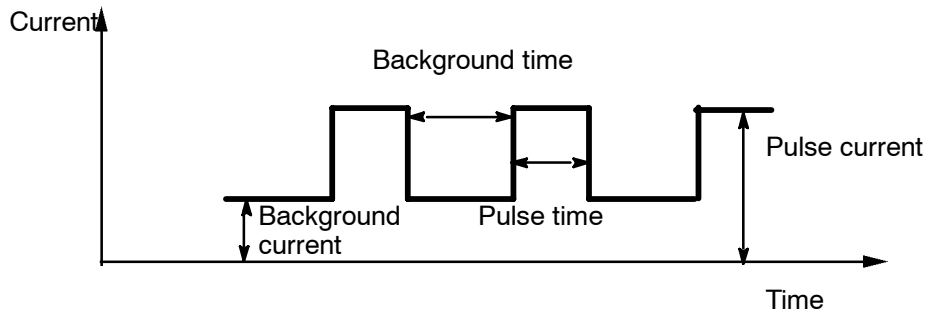 Current
Background time
Pulse current
Background
current
Pulse time
Time